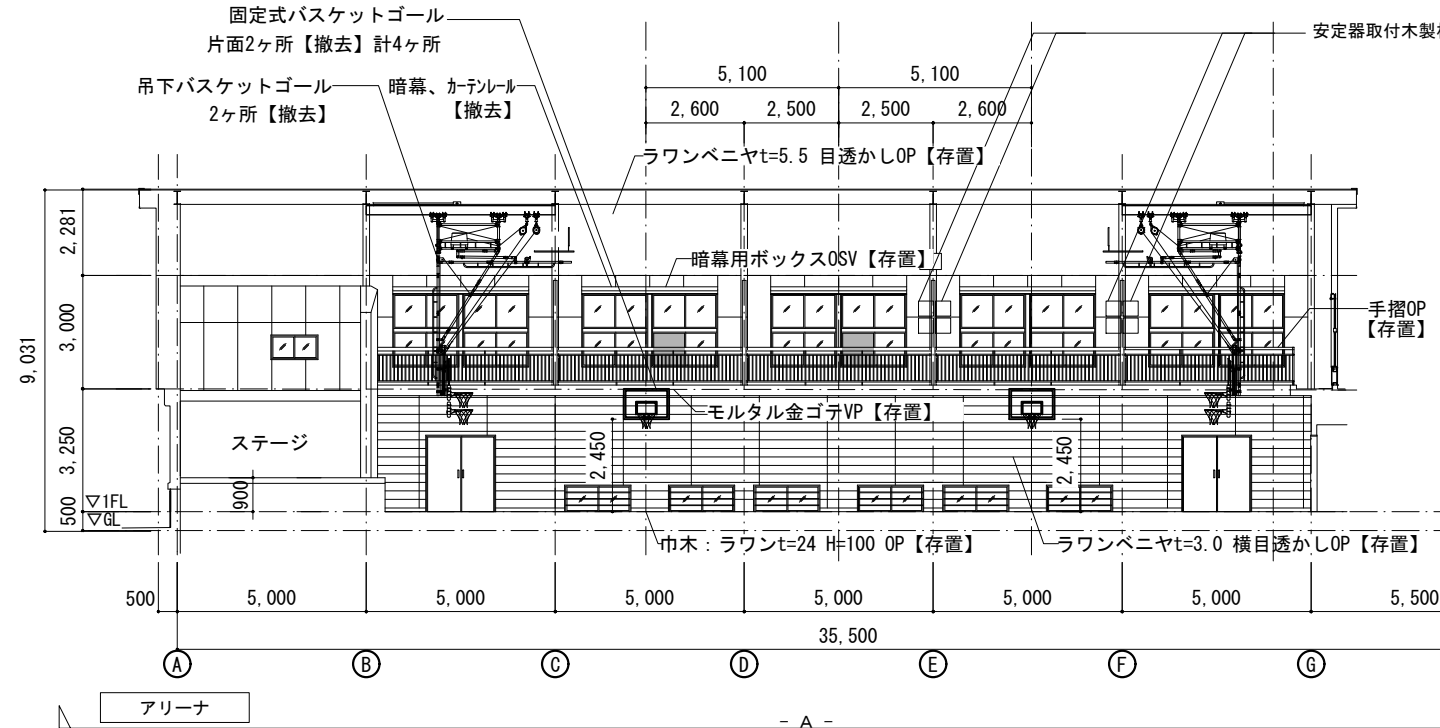 固定式バスケットゴール
片面2ヶ所【撤去】計4ヶ所
安定器取付木製
吊下バスケットゴール
2ヶ所【撤去】
暗幕、ｶｰﾃﾝﾚｰﾙ
【撤去】
5,100
5,100
2,600
2,500
2,500
2,600
ラワンベニヤt=5.5 目透かしOP【存置】
2,281
暗幕用ボックスOSV【存置】
3,000
手摺OP
【存置】
9,031
モルタル金ゴテVP【存置】
ステージ
3,250
2,450
2,450
900
▽1FL
500
▽GL
巾木：ラワンt=24 H=100 OP【存置】
ラワンベニヤt=3.0 横目透かしOP【存置】
500
5,000
5,000
5,000
5,000
5,000
5,000
5,500
35,500
A
B
C
D
E
F
G
アリーナ
- A -